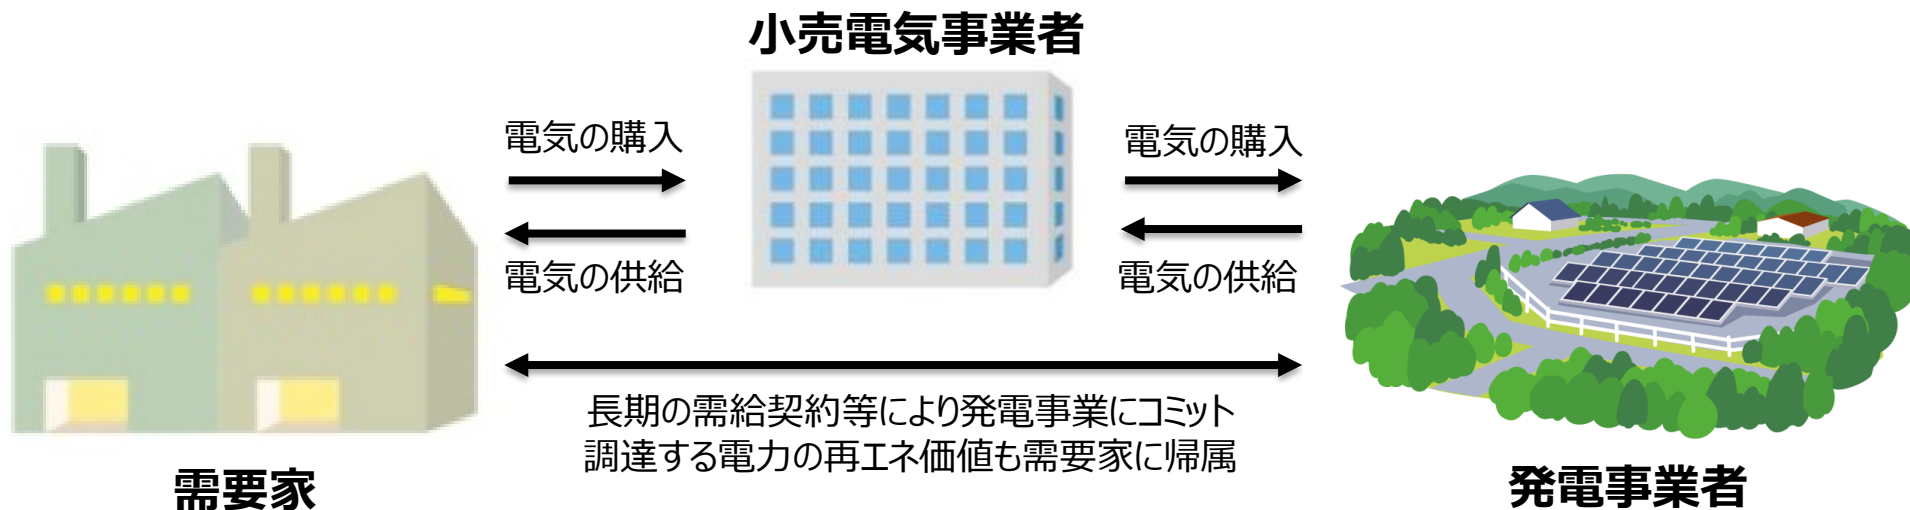 小売電気事業者
電気の購入
電気の供給
電気の購入
電気の供給
長期の需給契約等により発電事業にコミット
調達する電力の再エネ価値も需要家に帰属
需要家
発電事業者